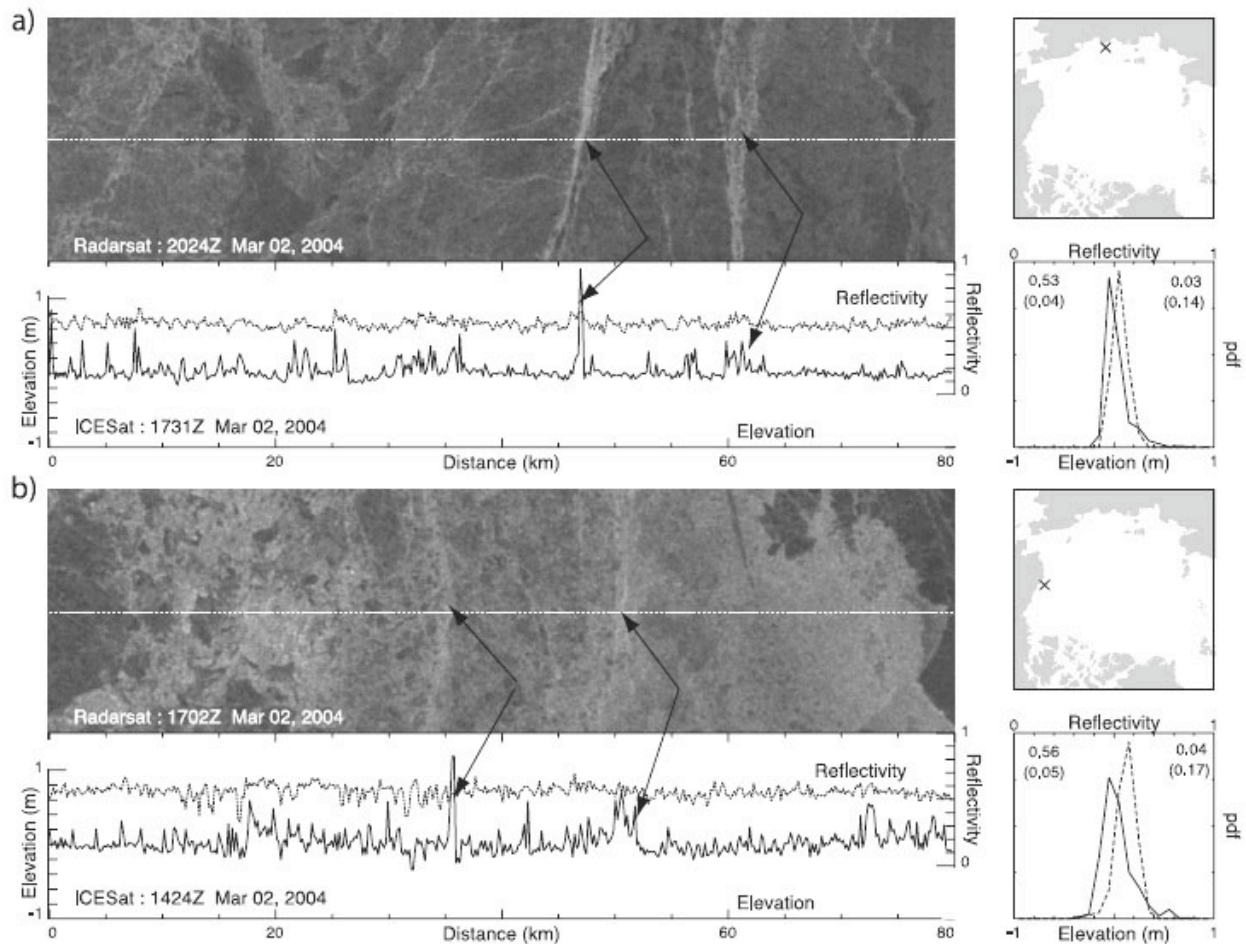 a)
Radarsat : 2024Z Mar 02, 2004
1
Elevation (m)
-1
Reflectivity
1
Reflectivity
0
ICESat : 1731Z Mar 02, 2004
Elevation
0 20 Distance (km) 40 60 80
0 Reflectivity 1
0.53 0.03
(0.04) (0.14)
pdf
-1 Elevation (m) 1
b)
Radarsat : 1702Z Mar 02, 2004
1
Elevation (m)
-1
Reflectivity
1
Reflectivity
0
ICESat : 1424Z Mar 02, 2004
Elevation
0 20 Distance (km) 40 60 80
0 Reflectivity 1
0.56 0.04
(0.05) (0.17)
pdf
-1 Elevation (m) 1